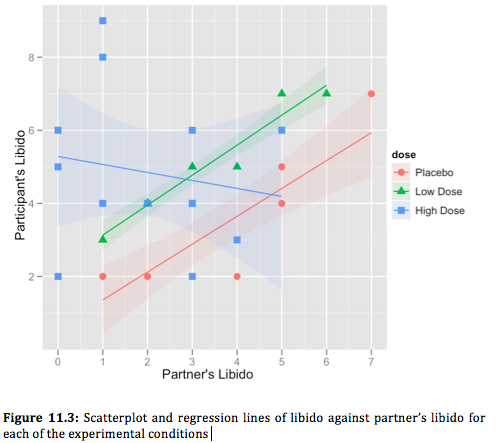 8
6
4
2
Participant's Libido
0 1 2 3 4 5 6 7
Partner's Libido
dose
Placebo
Low Dose
High Dose
Figure 11.3: Scatterplot and regression lines of libido against partner's libido for
each of the experimental conditions